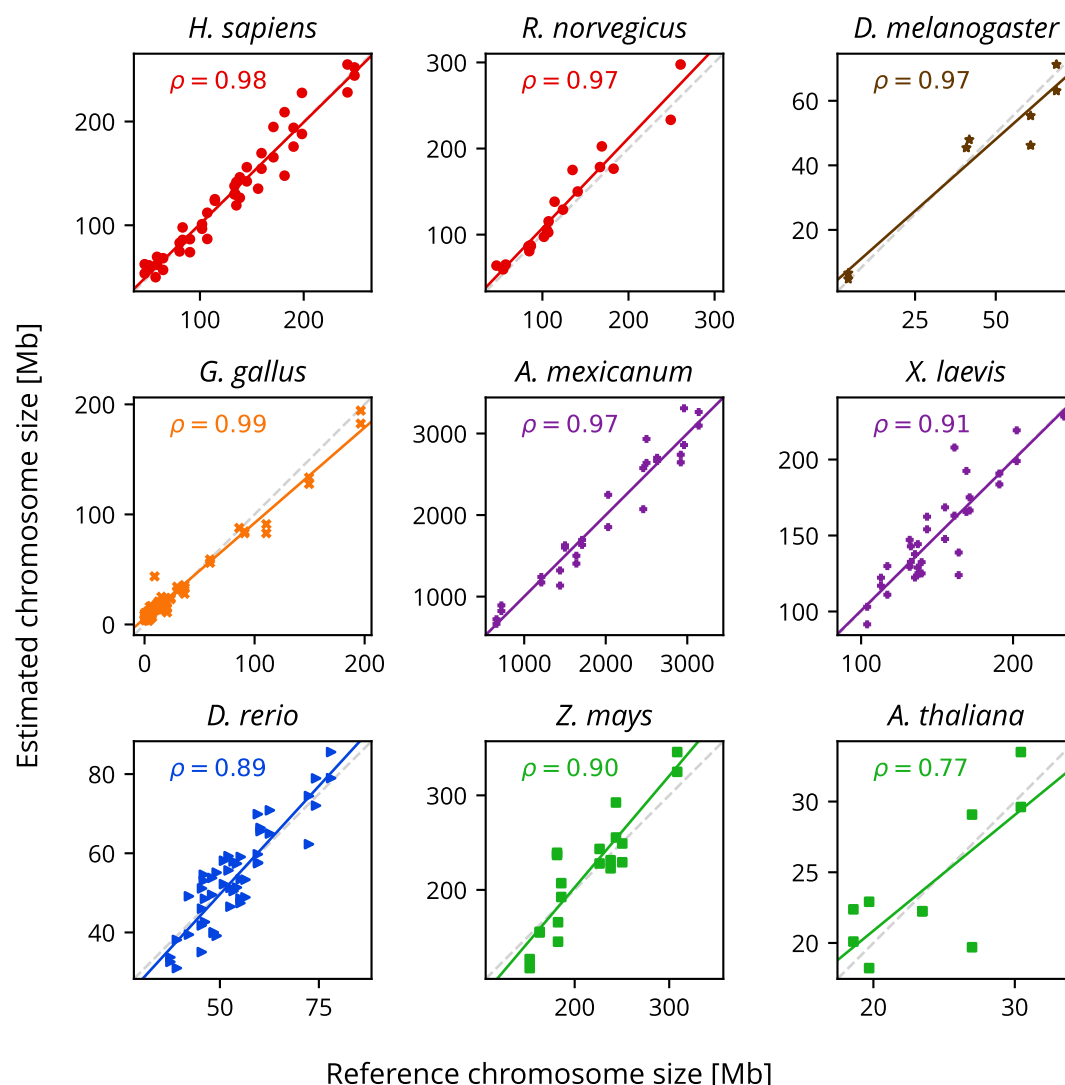 H. sapiens
R. norvegicus
D. melanogaster
ρ = 0.98
ρ = 0.97
ρ = 0.97
200
100
300
200
100
60
40
20
100 200
100 200 300
25 50
Estimated chromosome size [Mb]
G. gallus
A. mexicanum
X. laevis
ρ = 0.99
ρ = 0.97
ρ = 0.91
200
100
0
3000
2000
1000
200
150
100
0 100 200
1000 2000 3000
100 200
D. rerio
Z. mays
A. thaliana
ρ = 0.89
ρ = 0.90
ρ = 0.77
80
60
40
300
200
30
25
20
50 75
200 300
20 30
Reference chromosome size [Mb]